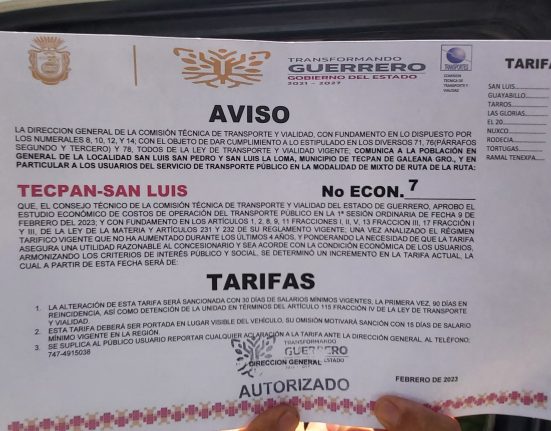 TRANSFORMANDO
GUERRERO
GOBIERNO DEL ESTADO
2021 - 2027
TRANSPORTES
COMISIÓN
TÉCNICA DE
TRANSPORTE Y
VIALIDAD
AVISO
LA DIRECCION GENERAL DE LA COMISIÓN TÉCNICA DE TRANSPORTE Y VIALIDAD, CON FUNDAMENTO EN LO DISPUESTO POR
LOS NUMERALES 8, 10, 12, Y 14; CON EL OBJETO DE DAR CUMPLIMIENTO A LO ESTIPULADO EN LOS DIVERSOS 71, 76(PÁRRAFOS
SEGUNDO Y TERCERO) Y 78, TODOS DE LA LEY DE TRANSPORTE Y VIALIDAD VIGENTE; COMUNICA A LA POBLACIÓN EN
GENERAL DE LA LOCALIDAD SAN LUIS SAN PEDRO Y SAN LUIS LA LOMA, MUNICIPIO DE TECPAN DE GALEANA GRO., Y EN
PARTICULAR A LOS USUARIOS DEL SERVICIO DE TRANSPORTE PÚBLICO EN LA MODALIDAD DE MIXTO DE RUTA DE LA RUTA:
TECPAN-SAN LUIS No ECON. 7
QUE, EL CONSEJO TÉCNICO DE LA COMISIÓN TÉCNICA DE TRANSPORTE Y VIALIDAD DEL ESTADO DE GUERRERO, APROBO EL
ESTUDIO ECONÓMICO DE COSTOS DE OPERACIÓN DEL TRANSPORTE PÚBLICO EN LA 1ª SESIÓN ORDINARIA DE FECHA 9 DE
FEBRERO DEL 2023; Y CON FUNDAMENTO EN LOS ARTÍCULOS 1, 2, 8, 9, 11 FRACCIONES I, II, V, 13 FRACCION III, 17 FRACCIÓN I
Y III, DE LA LEY DE LA MATERIA Y ARTÍCULOS 231 Y 232 DE SU REGLAMENTO VIGENTE; UNA VEZ ANALIZADO EL RÉGIMEN
TARIFICO VIGENTE QUE NO HA AUMENTADO DURANTE LOS ÚLTIMOS 4 AÑOS, Y PONDERANDO LA NECESIDAD DE QUE LA TARIFA
ASEGURA UNA UTILIDAD RAZONABLE AL CONCESIONARIO Y SEA ACORDE CON LA CONDICIÓN ECONÓMICA DE LOS USUARIOS,
ARMONIZANDO LOS CRITERIOS DE INTERÉS PÚBLICO Y SOCIAL, SE DETERMINÓ UN INCREMENTO EN LA TARIFA ACTUAL, LA
CUAL A PARTIR DE ESTA FECHA SERÁ DE:
TARIFAS
1. LA ALTERACIÓN DE ESTA TARIFA SERÁ SANCIONADA CON 30 DÍAS DE SALARIOS MÍNIMOS VIGENTES, LA PRIMERA VEZ, 90 DÍAS EN
REINCIDENCIA, ASÍ COMO DETENCIÓN DE LA UNIDAD EN TÉRMINOS DEL ARTÍCULO 115 FRACCIÓN IV DE LA LEY DE TRANSPORTE
Y VIALIDAD.
2. ESTA TARIFA DEBERÁ SER PORTADA EN LUGAR VISIBLE DEL VEHÍCULO, SU OMISIÓN MOTIVARÁ SANCIÓN CON 15 DÍAS DE SALARIO
MÍNIMO VIGENTE EN LA REGIÓN.
3. SE SUPLICA AL PÚBLICO USUARIO REPORTAR CUALQUIER ACLARACIÓN A LA TARIFA ANTE LA DIRECCIÓN GENERAL, AL TELÉFONO;
747-4915036
TRANSFORMANDO
GUERRERO
DIRECCION GENERAL ESTADO
AUTORIZADO FEBRERO DE 2023
TARIFA
SAN LUIS
GUAYABILLO
TARROS
LAS GLORIAS
EL 20
NUXCO
RODECIA
TORTUGAS
RAMAL TENEXPA